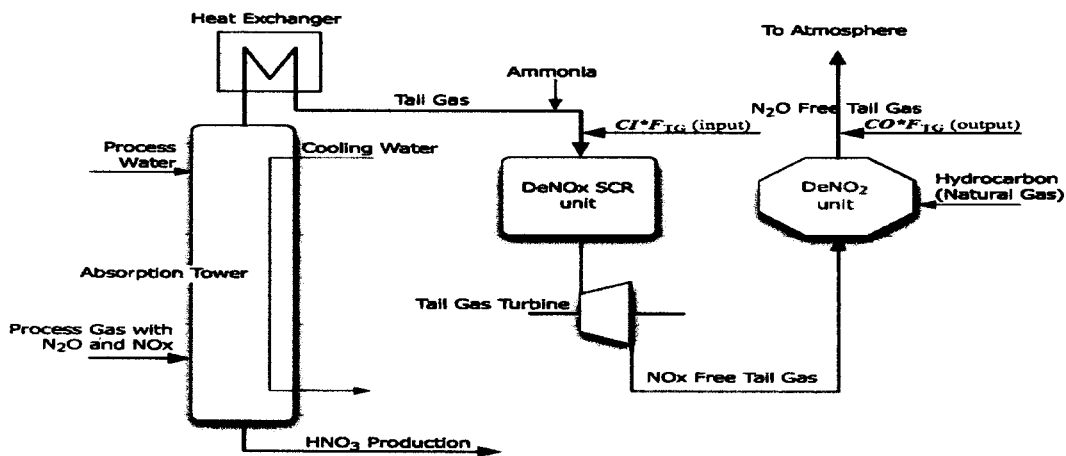 Heat Exchanger
To Atmosphere
Ammonia
Tail Gas
N₂O Free Tail Gas
CI*F_TG (input)
CO*F_TG (output)
Process
Water
Cooling Water
DeNOx SCR
unit
DeNO₂
unit
Hydrocarbon
(Natural Gas)
Absorption Tower
Tail Gas Turbine
Process Gas with
N₂O and NOx
NOx Free Tail Gas
HNO₃ Production